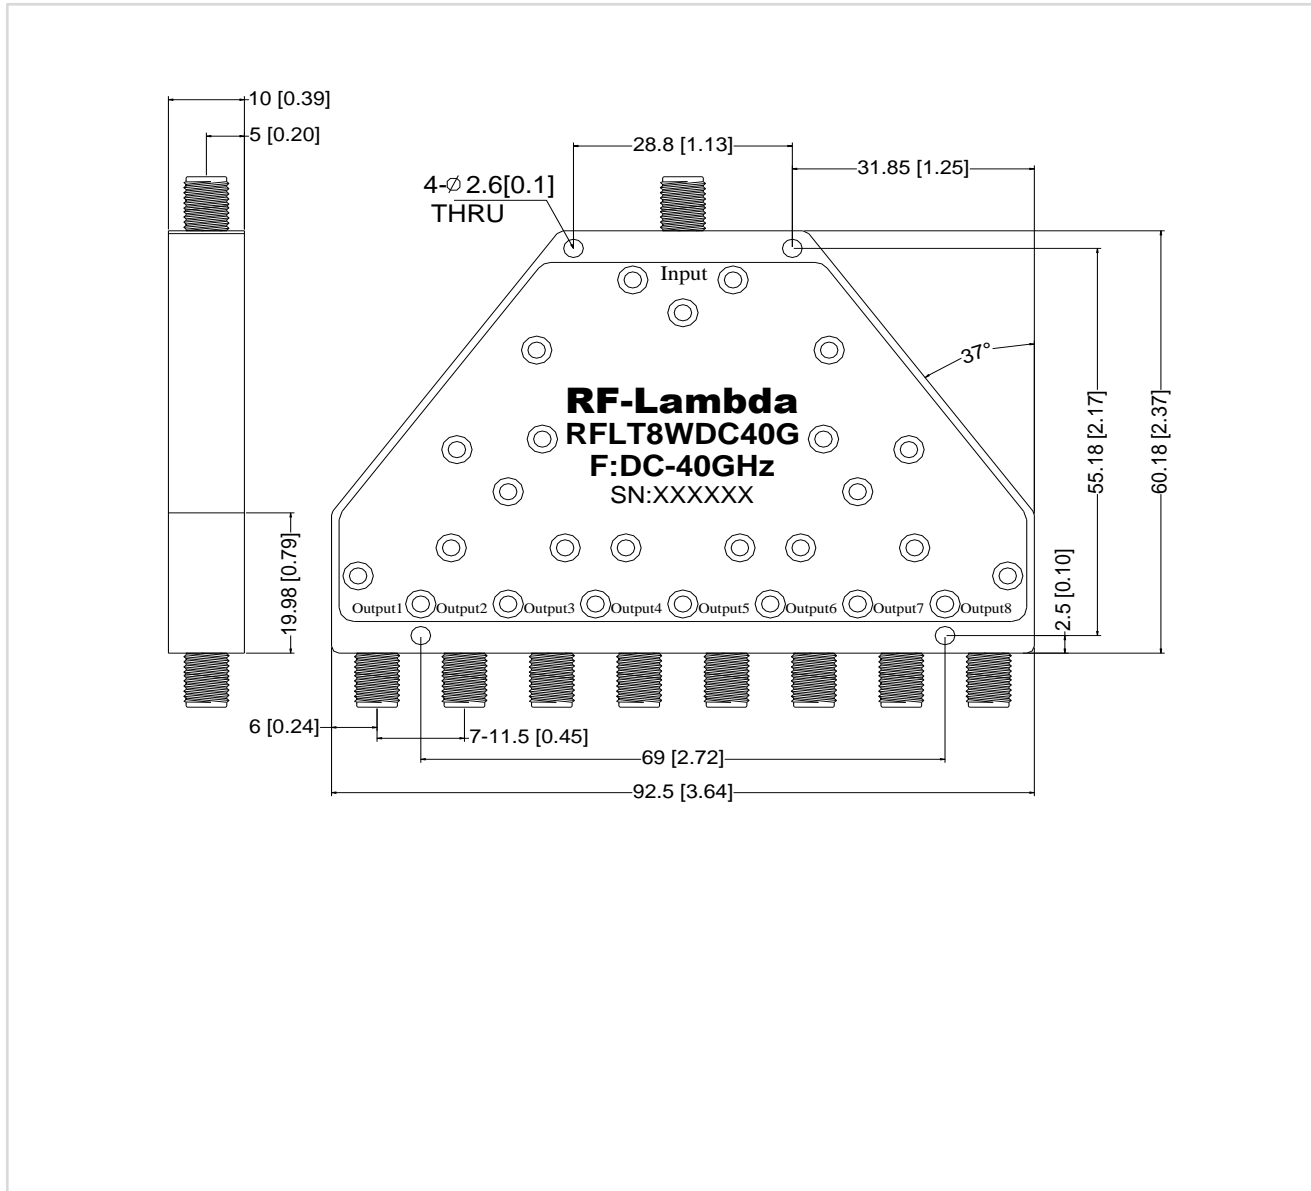 10 [0.39]
5 [0.20]
28.8 [1.13]
31.85 [1.25]
4-∅ 2.6[0.1]
THRU
Input
37°
RF-Lambda
RFLT8WDC40G
F:DC-40GHz
SN:XXXXXX
55.18 [2.17]
60.18 [2.37]
19.98 [0.79]
2.5 [0.10]
Output1 Output2 Output3 Output4 Output5 Output6 Output7 Output8
6 [0.24]
7-11.5 [0.45]
69 [2.72]
92.5 [3.64]